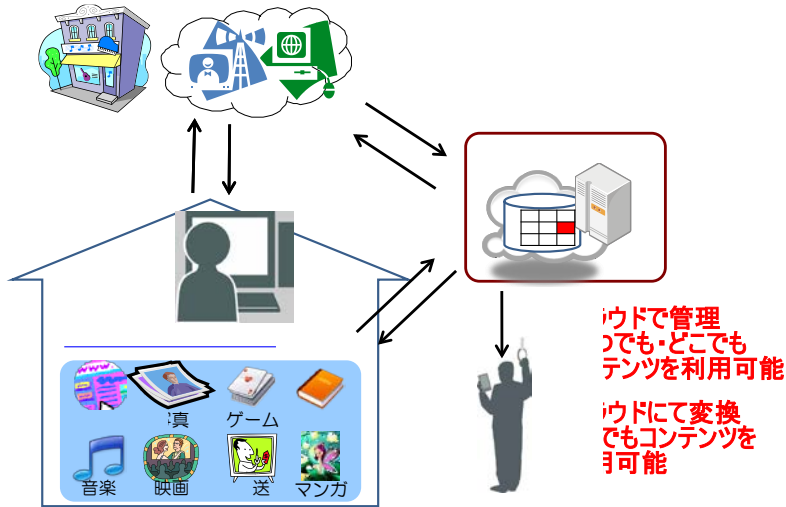 ウドで管理
でも・どこでも
テンツを利用可能
ウドにて変換
でもコンテンツを
可能
真
ゲーム
音楽
映画
送
マンガ